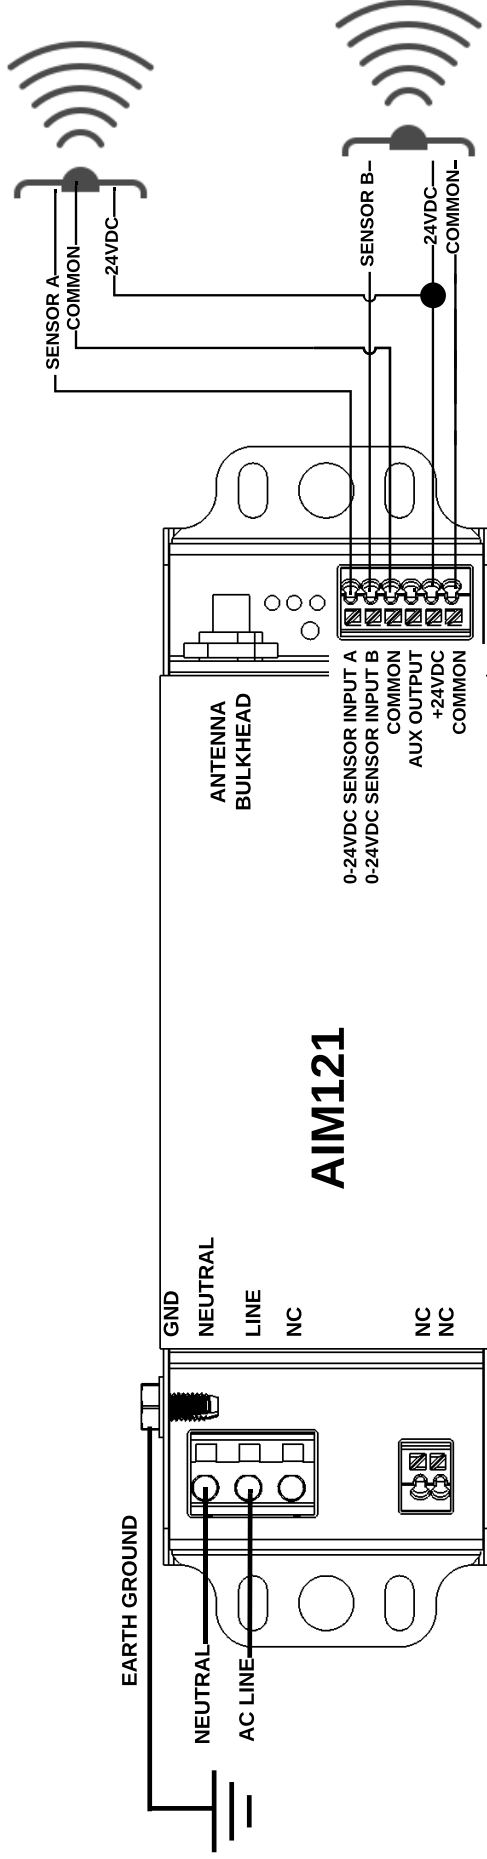 SENSOR A
COMMON
24VDC
SENSOR B
24VDC
COMMON
ANTENNA
BULKHEAD
0-24VDC SENSOR INPUT A
0-24VDC SENSOR INPUT B
COMMON
AUX OUTPUT
+24VDC
COMMON
AIM121
GND
NEUTRAL
LINE
NC
NC
NC
EARTH GROUND
NEUTRAL
AC LINE